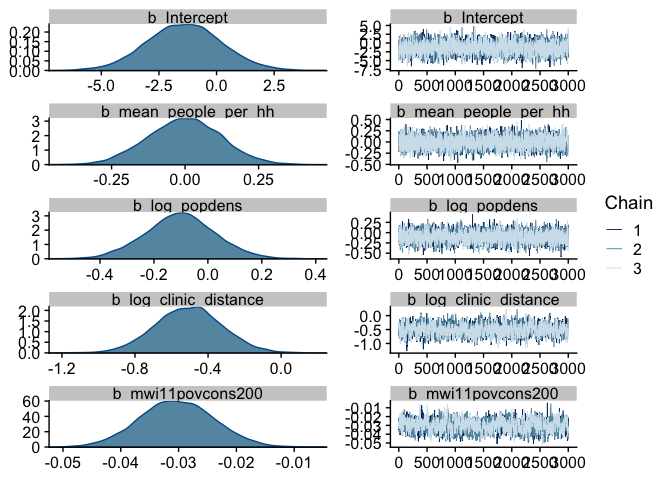 b_Intercept
0.20
0.15
0.10
0.05
0.00
-5.0 -2.5 0.0 2.5
b_Intercept
5.0
2.5
0.0
-2.5
-5.0
-7.5
0 500 1000 1500 2000 2500 3000
b_mean_people_per_hh
3
2
1
0
-0.25 0.00 0.25
b_mean_people_per_hh
0.50
0.25
0.00
-0.25
-0.50
0 500 1000 1500 2000 2500 3000
b_log_popdens
3
2
1
0
-0.4 -0.2 0.0 0.2 0.4
b_log_popdens
0.25
0.00
-0.25
-0.50
0 500 1000 1500 2000 2500 3000
b_log_clinic_distance
2.0
1.5
1.0
0.5
0.0
-1.2 -0.8 -0.4 0.0
b_log_clinic_distance
0.0
-0.5
-1.0
0 500 1000 1500 2000 2500 3000
b_mwi11povcons200
60
40
20
0
-0.05 -0.04 -0.03 -0.02 -0.01
b_mwi11povcons200
-0.01
-0.02
-0.03
-0.04
-0.05
0 500 1000 1500 2000 2500 3000
Chain
1
2
3